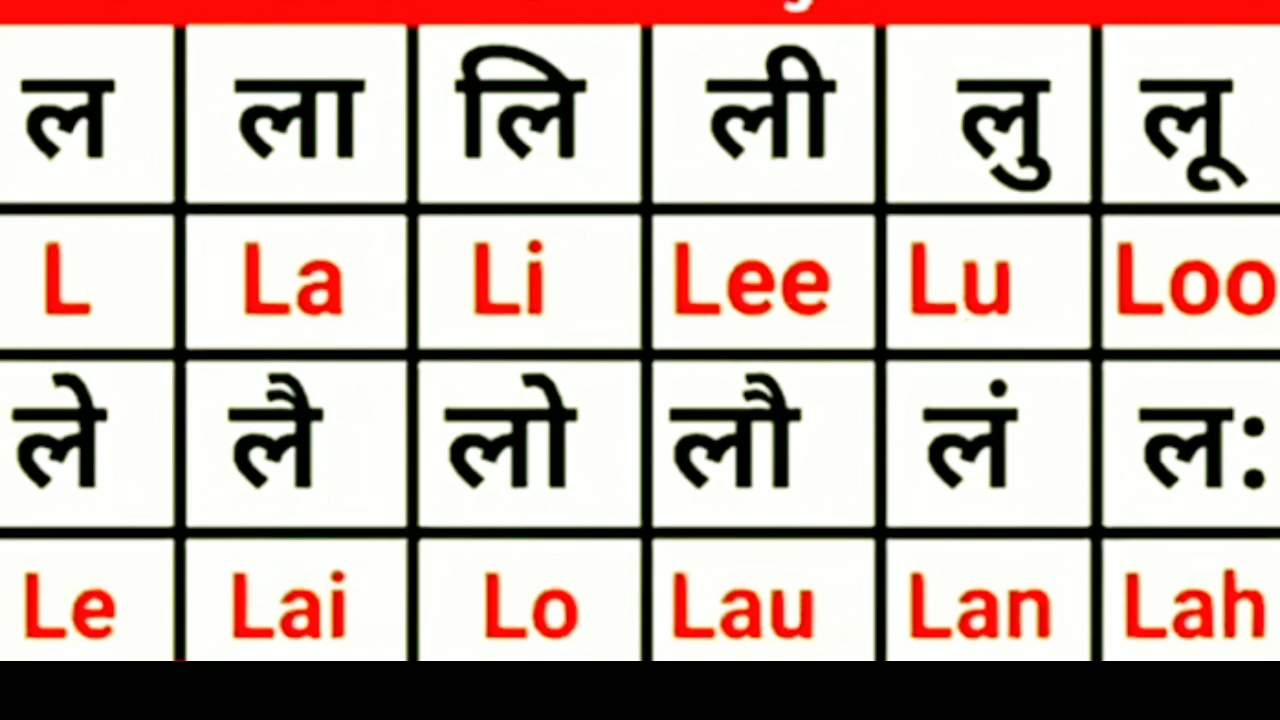 ल ला लि ली लु लू
L La Li Lee Lu Loo
ले लै लो लौ लं ल:
Le Lai Lo Lau Lan Lah